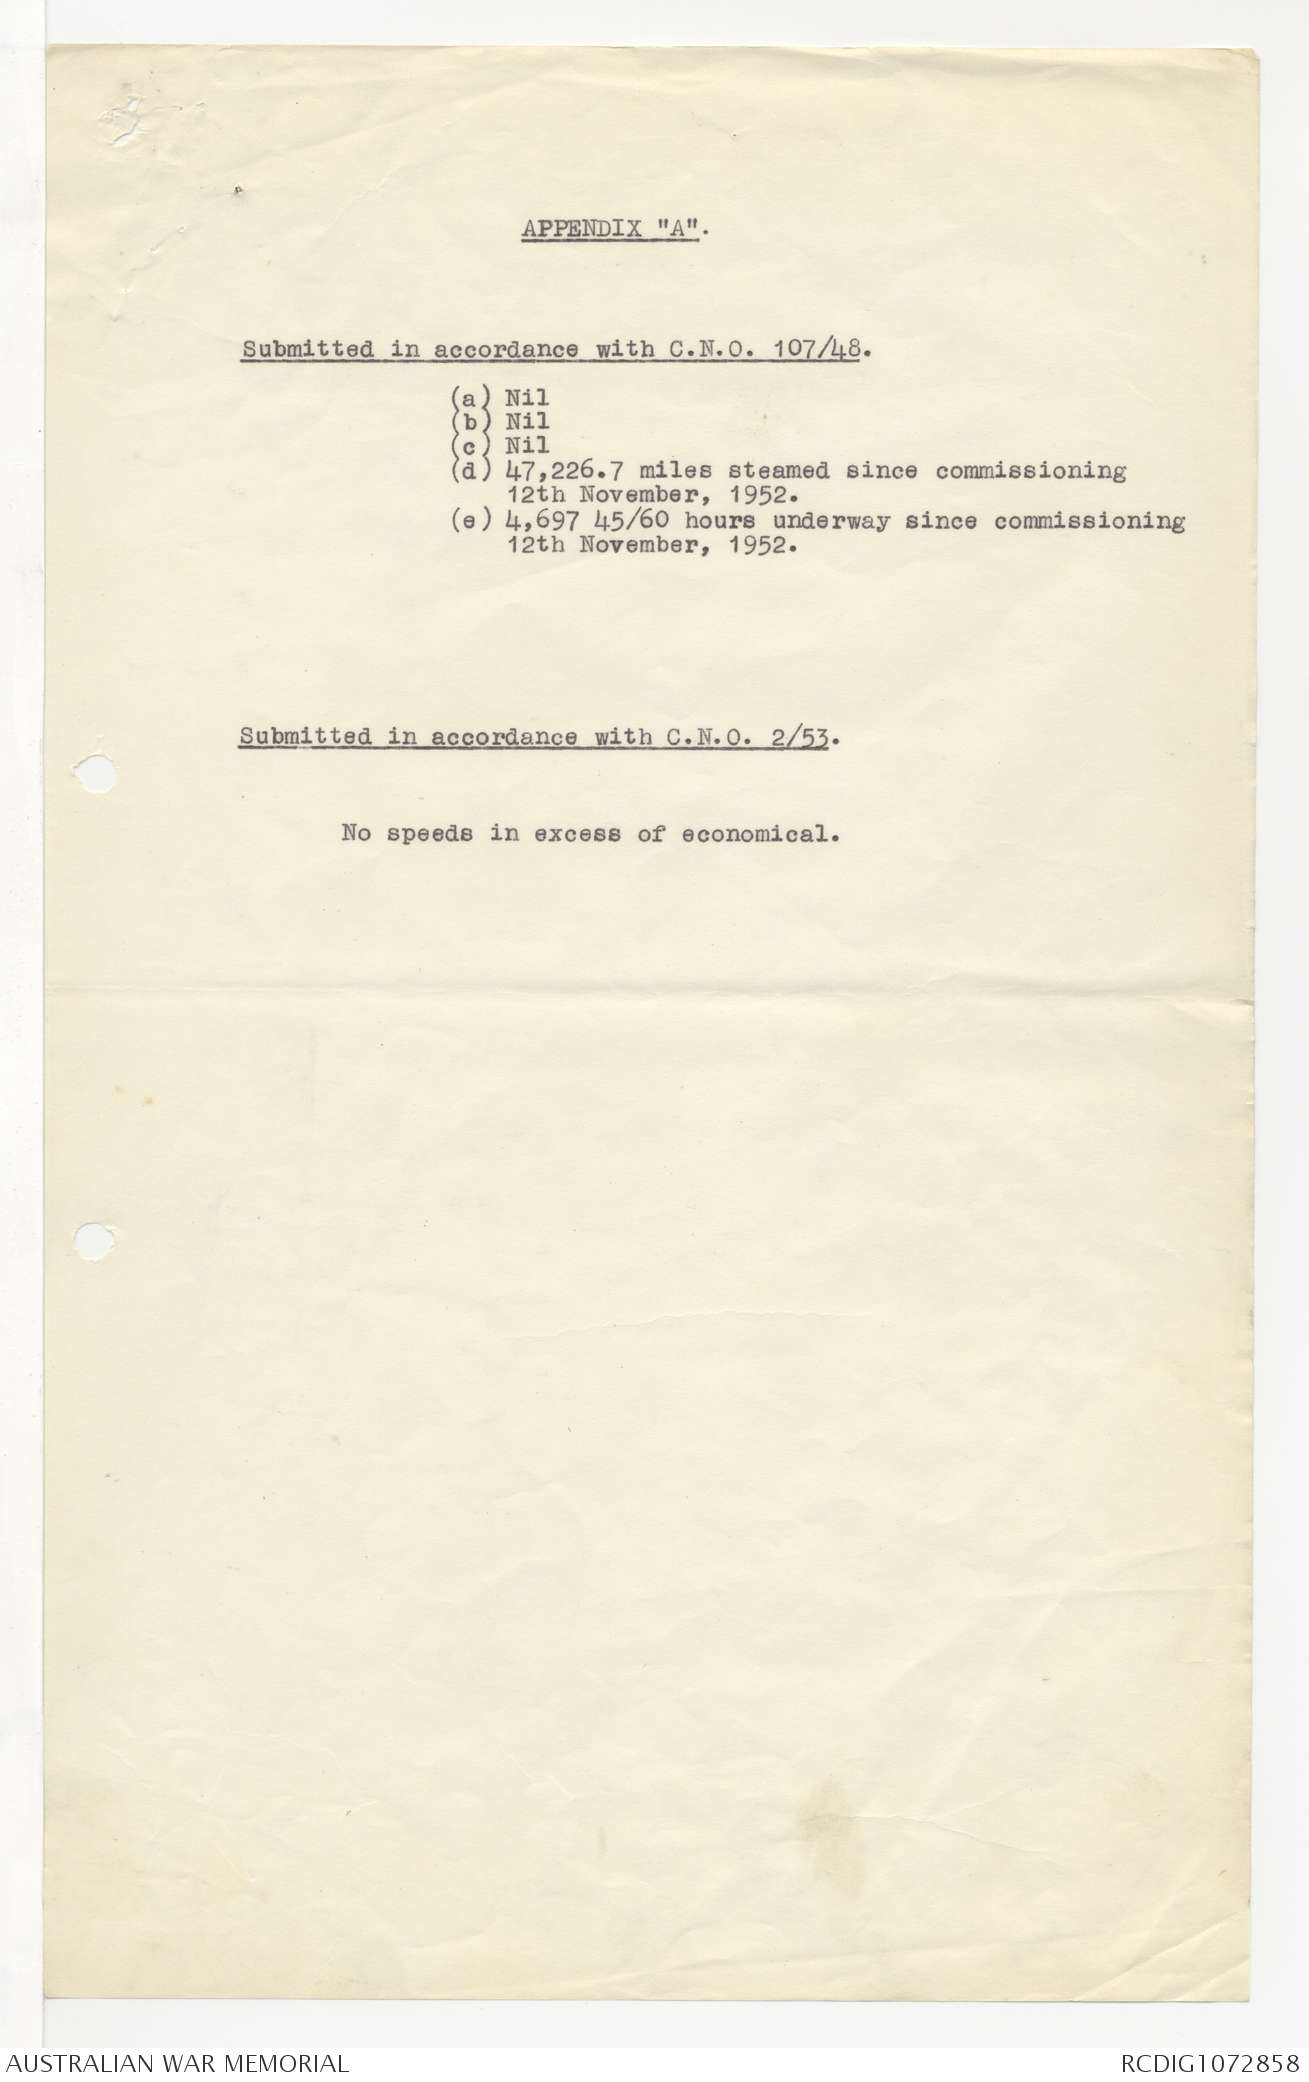 APPENDIX "A".
Submitted in accordance with C.N.O. 107/48.
(a) Nil
(b) Nil
(c) Nil
(d) 47,226.7 miles steamed since commissioning
12th November, 1952.
(e) 4,697 45/60 hours underway since commissioning
12th November, 1952.
Submitted in accordance with C.N.O. 2/53.
No speeds in excess of economical.
AUSTRALIAN WAR MEMORIAL
RCDIG1072858